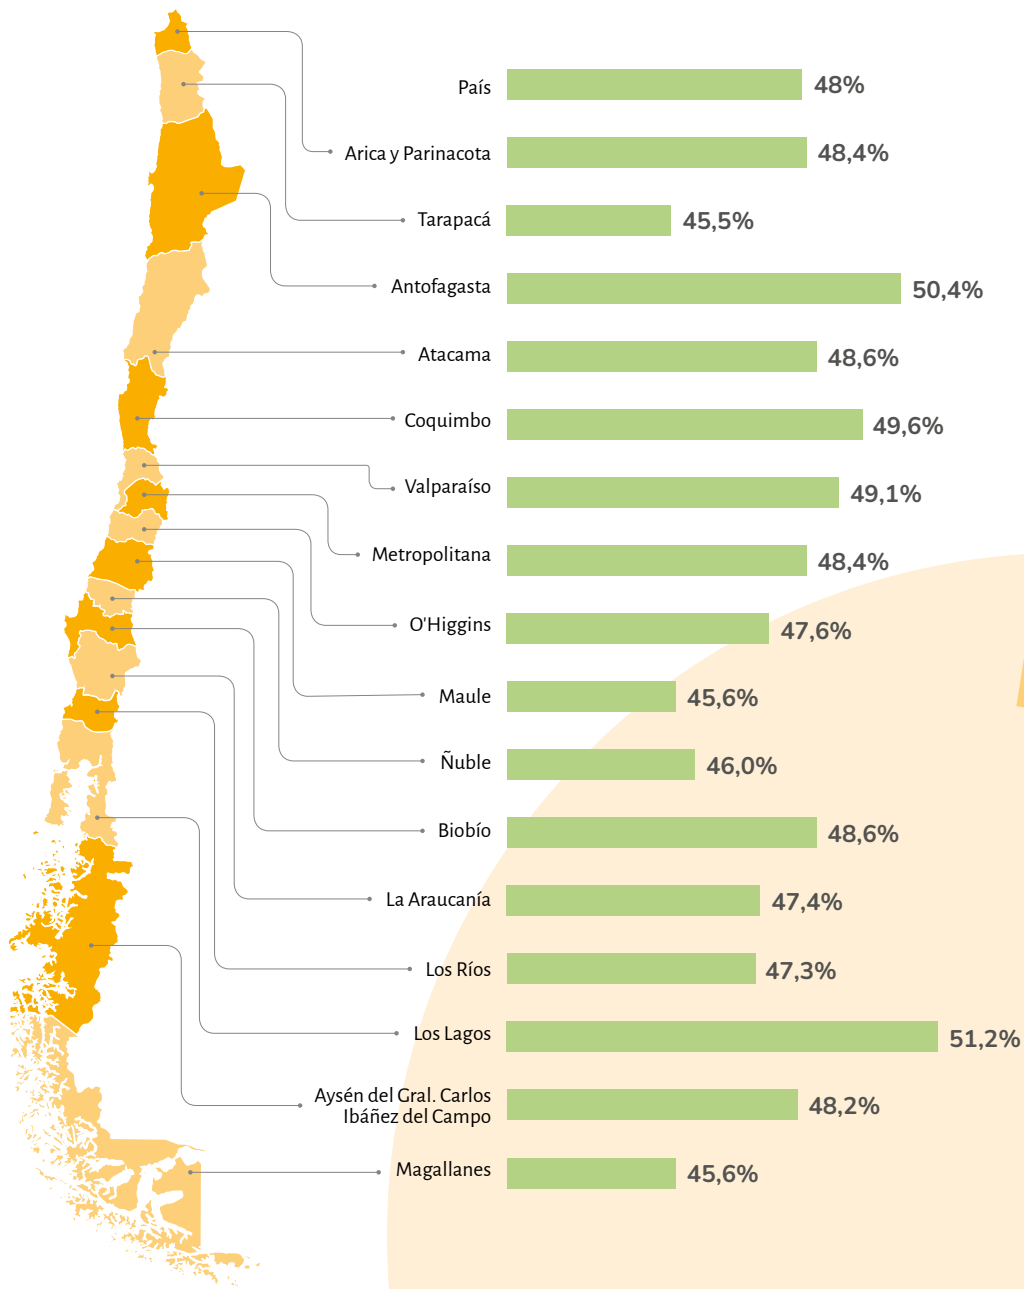 País 48%
Arica y Parinacota 48,4%
Tarapacá 45,5%
Antofagasta 50,4%
Atacama 48,6%
Coquimbo 49,6%
Valparaíso 49,1%
Metropolitana 48,4%
O'Higgins 47,6%
Maule 45,6%
Ñuble 46,0%
Biobío 48,6%
La Araucanía 47,4%
Los Ríos 47,3%
Los Lagos 51,2%
Aysén del Gral. Carlos
Ibáñez del Campo 48,2%
Magallanes 45,6%